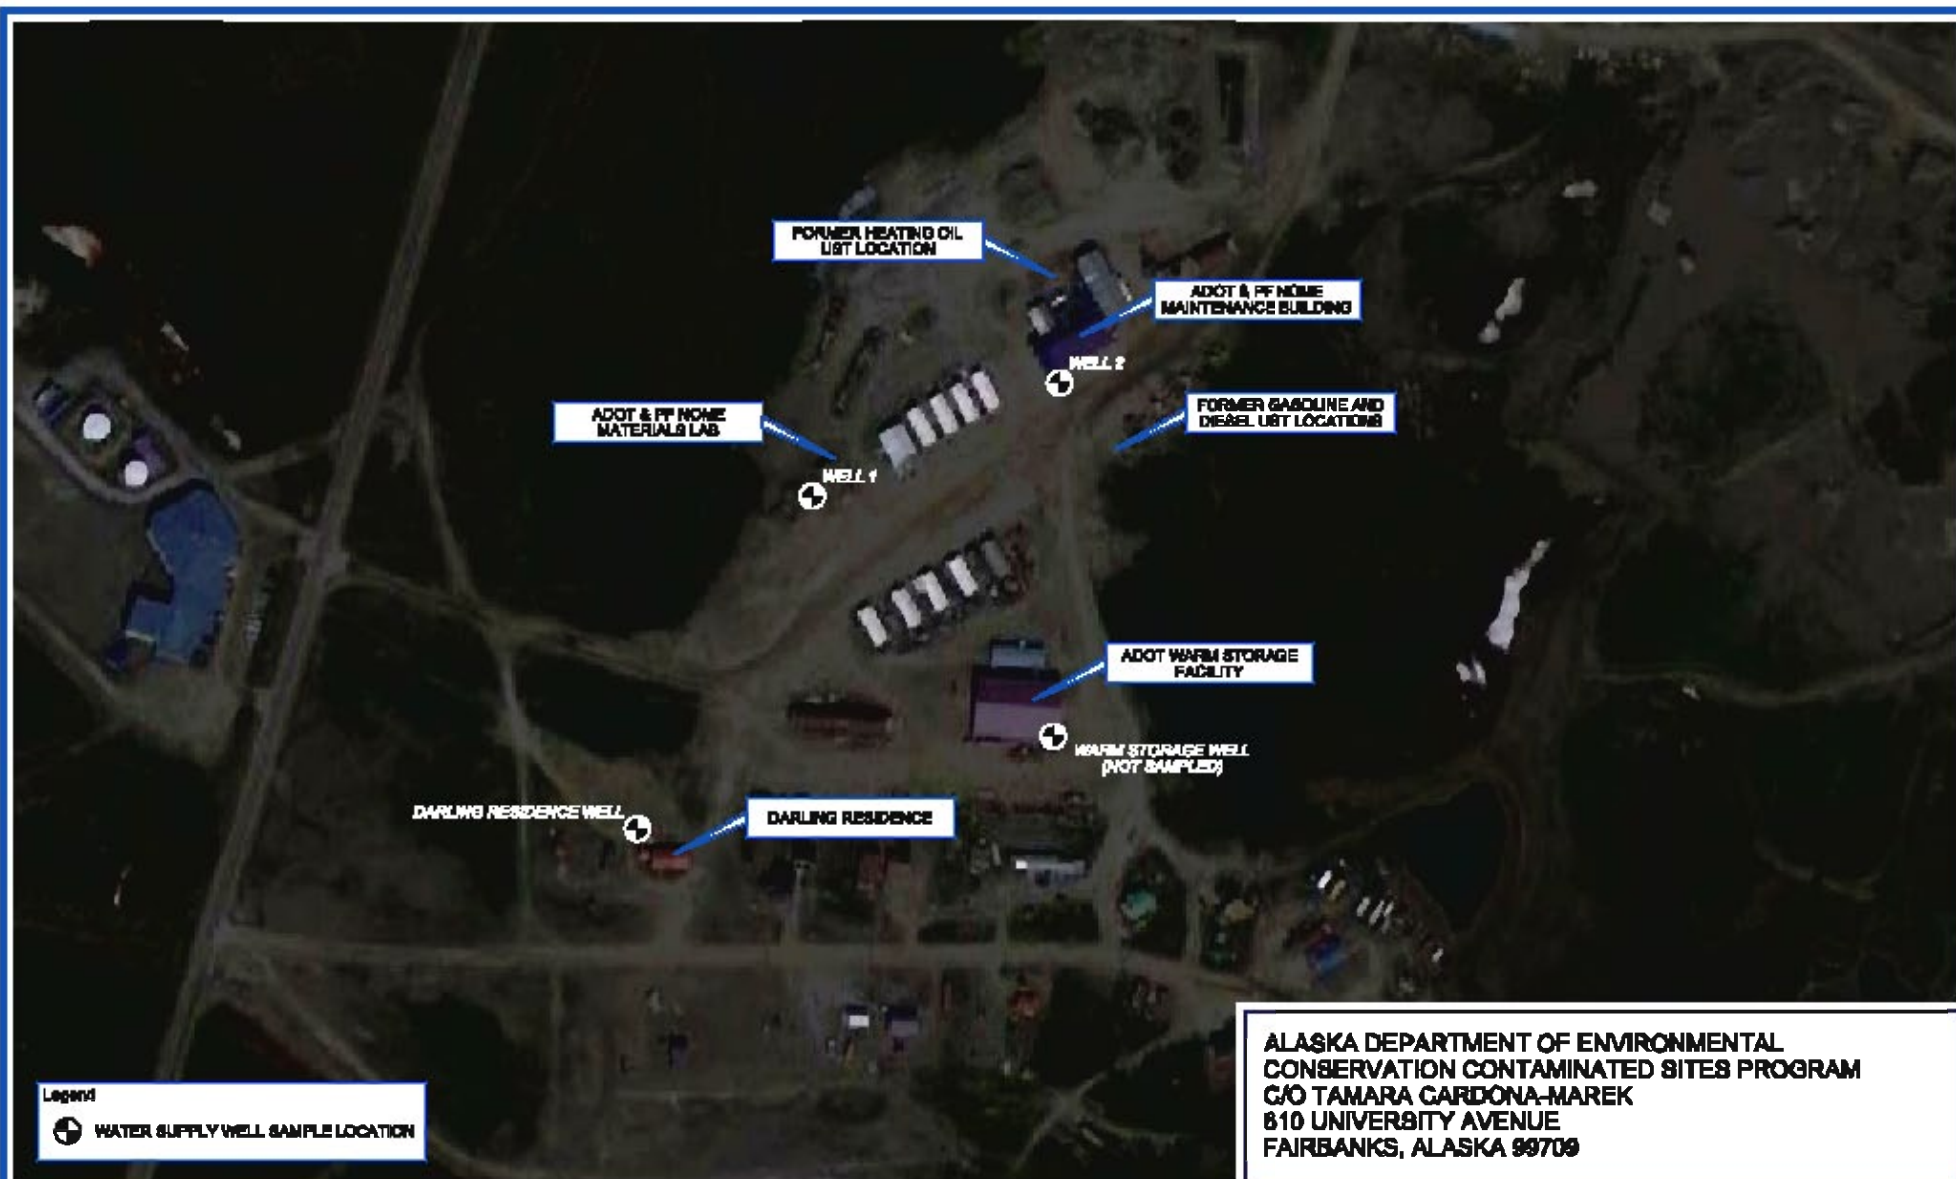 FORMER HEATING OIL
UST LOCATION
ADOT & PF NOME
MAINTENANCE BUILDING
WELL 2
ADOT & PF NOME
MATERIALS LAB
FORMER GASOLINE AND
DIESEL UST LOCATIONS
WELL 1
ADOT WARM STORAGE
FACILITY
WARM STORAGE WELL
(NOT SAMPLED)
DARLING RESIDENCE WELL
DARLING RESIDENCE
Legend
WATER SUPPLY WELL SAMPLE LOCATION
ALASKA DEPARTMENT OF ENVIRONMENTAL
CONSERVATION CONTAMINATED SITES PROGRAM
C/O TAMARA CARDONA-MAREK
610 UNIVERSITY AVENUE
FAIRBANKS, ALASKA 99709